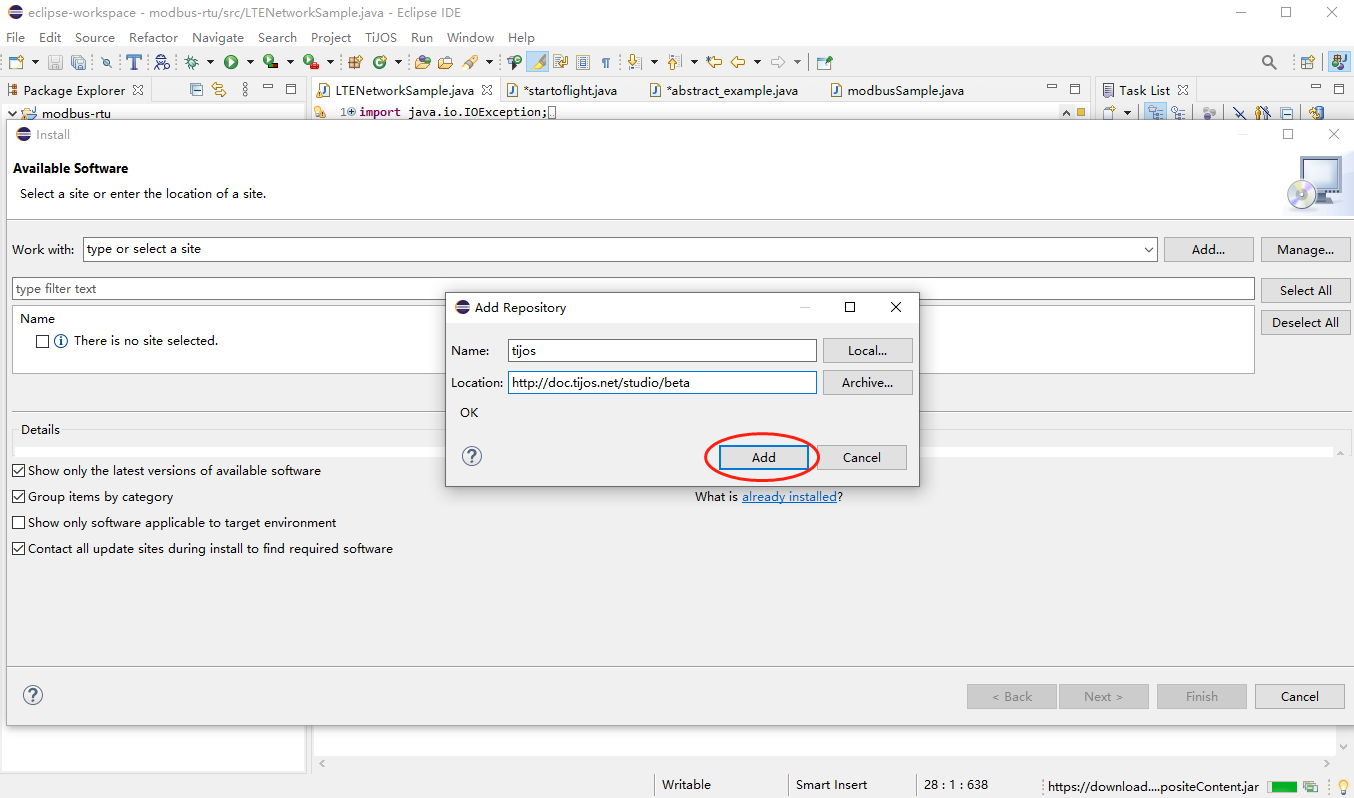 eclipse-workspace - modbus-rtu/src/LTENetworkSample.java - Eclipse IDE
File Edit Source Refactor Navigate Search Project TiJOS Run Window Help
Package Explorer
LTENetworkSample.java *startoflight.java *abstract_example.java modbusSample.java
Task List
modbus-rtu
1 import java.io.IOException;
Install
Available Software
Select a site or enter the location of a site.
Work with: type or select a site Add... Manage...
type filter text
Select All
Deselect All
Name
There is no site selected.
Add Repository
Name: tijos Local...
Location: http://doc.tijos.net/studio/beta Archive...
OK
Add Cancel
Details
Show only the latest versions of available software
Group items by category
What is already installed?
Show only software applicable to target environment
Contact all update sites during install to find required software
< Back Next > Finish Cancel
Writable Smart Insert 28 : 1 : 638 https://download....positeContent.jar